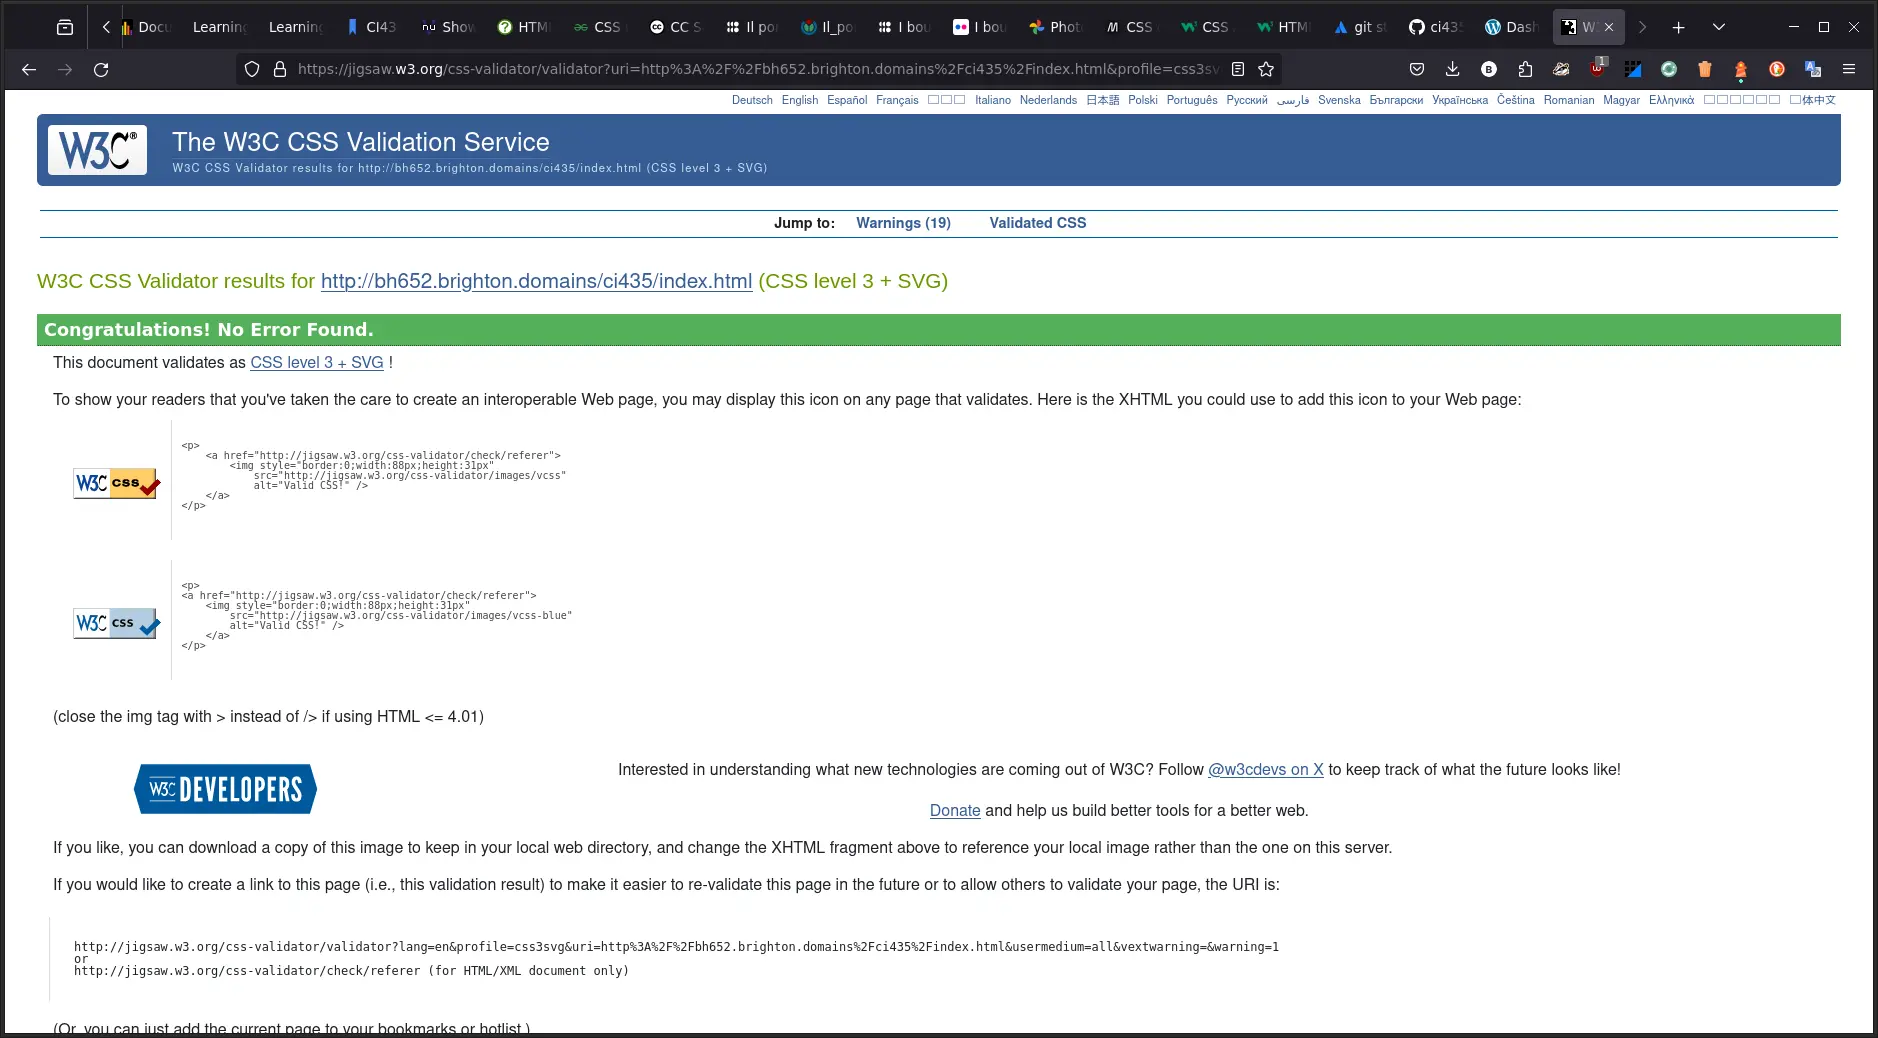 Docu Learning Learning CI43 Show HTML CSS CC S Il por Il_po I bou I bou Phot CSS CSS HTM git st ci435 Dash W
https://jigsaw.w3.org/css-validator/validator?uri=http%3A%2F%2Fbh652.brighton.domains%2Fci435%2Findex.html&profile=css3sv
1
Deutsch English Español Français □□□ Italiano Nederlands 日本語 Polski Português Русский فارسی Svenska Български Українська Čeština Romanian Magyar Ελληνικά □□□□□□ □体中文
W3C®
The W3C CSS Validation Service
W3C CSS Validator results for http://bh652.brighton.domains/ci435/index.html (CSS level 3 + SVG)
Jump to: Warnings (19) Validated CSS
W3C CSS Validator results for http://bh652.brighton.domains/ci435/index.html (CSS level 3 + SVG)
Congratulations! No Error Found.
This document validates as CSS level 3 + SVG !
To show your readers that you've taken the care to create an interoperable Web page, you may display this icon on any page that validates. Here is the XHTML you could use to add this icon to your Web page:
W3C css
<p>
<a href="http://jigsaw.w3.org/css-validator/check/referer">
<img style="border:0;width:88px;height:31px"
src="http://jigsaw.w3.org/css-validator/images/vcss"
alt="Valid CSS!" />
</a>
</p>
W3C css
<p>
<a href="http://jigsaw.w3.org/css-validator/check/referer">
<img style="border:0;width:88px;height:31px"
src="http://jigsaw.w3.org/css-validator/images/vcss-blue"
alt="Valid CSS!" />
</a>
</p>
(close the img tag with > instead of /> if using HTML <= 4.01)
W3C DEVELOPERS
Interested in understanding what new technologies are coming out of W3C? Follow @w3cdevs on X to keep track of what the future looks like!
Donate and help us build better tools for a better web.
If you like, you can download a copy of this image to keep in your local web directory, and change the XHTML fragment above to reference your local image rather than the one on this server.
If you would like to create a link to this page (i.e., this validation result) to make it easier to re-validate this page in the future or to allow others to validate your page, the URI is:
http://jigsaw.w3.org/css-validator/validator?lang=en&profile=css3svg&uri=http%3A%2F%2Fbh652.brighton.domains%2Fci435%2Findex.html&usermedium=all&vextwarning=&warning=1
or
http://jigsaw.w3.org/css-validator/check/referer (for HTML/XML document only)
(Or, you can just add the current page to your bookmarks or hotlist.)